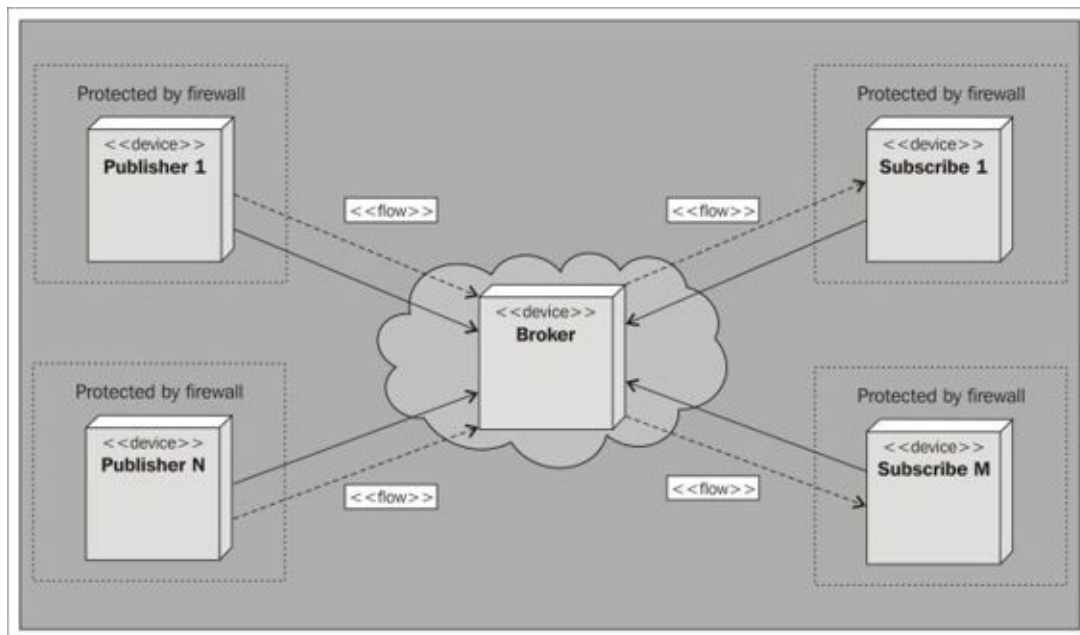 Protected by firewall
<<device>>
Publisher 1
Protected by firewall
<<device>>
Subscribe 1
<<flow>>
<<flow>>
<<device>>
Broker
Protected by firewall
<<device>>
Publisher N
Protected by firewall
<<device>>
Subscribe M
<<flow>>
<<flow>>